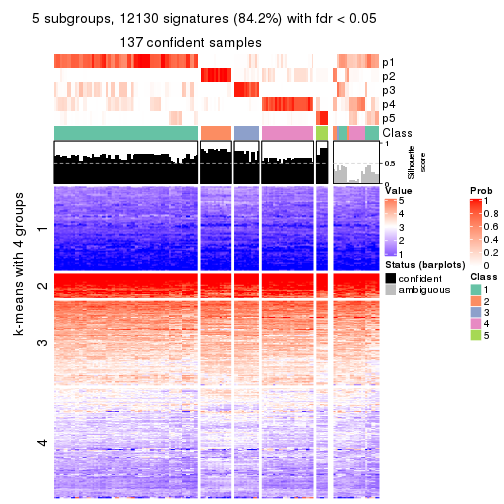 5 subgroups, 12130 signatures (84.2%) with fdr < 0.05
137 confident samples
p1
p2
p3
p4
p5
Class
1
0.5
0
Silhouette
score
k-means with 4 groups
1
2
3
4
Value
5
4
3
2
1
Status (barplots)
confident
ambiguous
Prob
1
0.8
0.6
0.4
0.2
0
Class
1
2
3
4
5